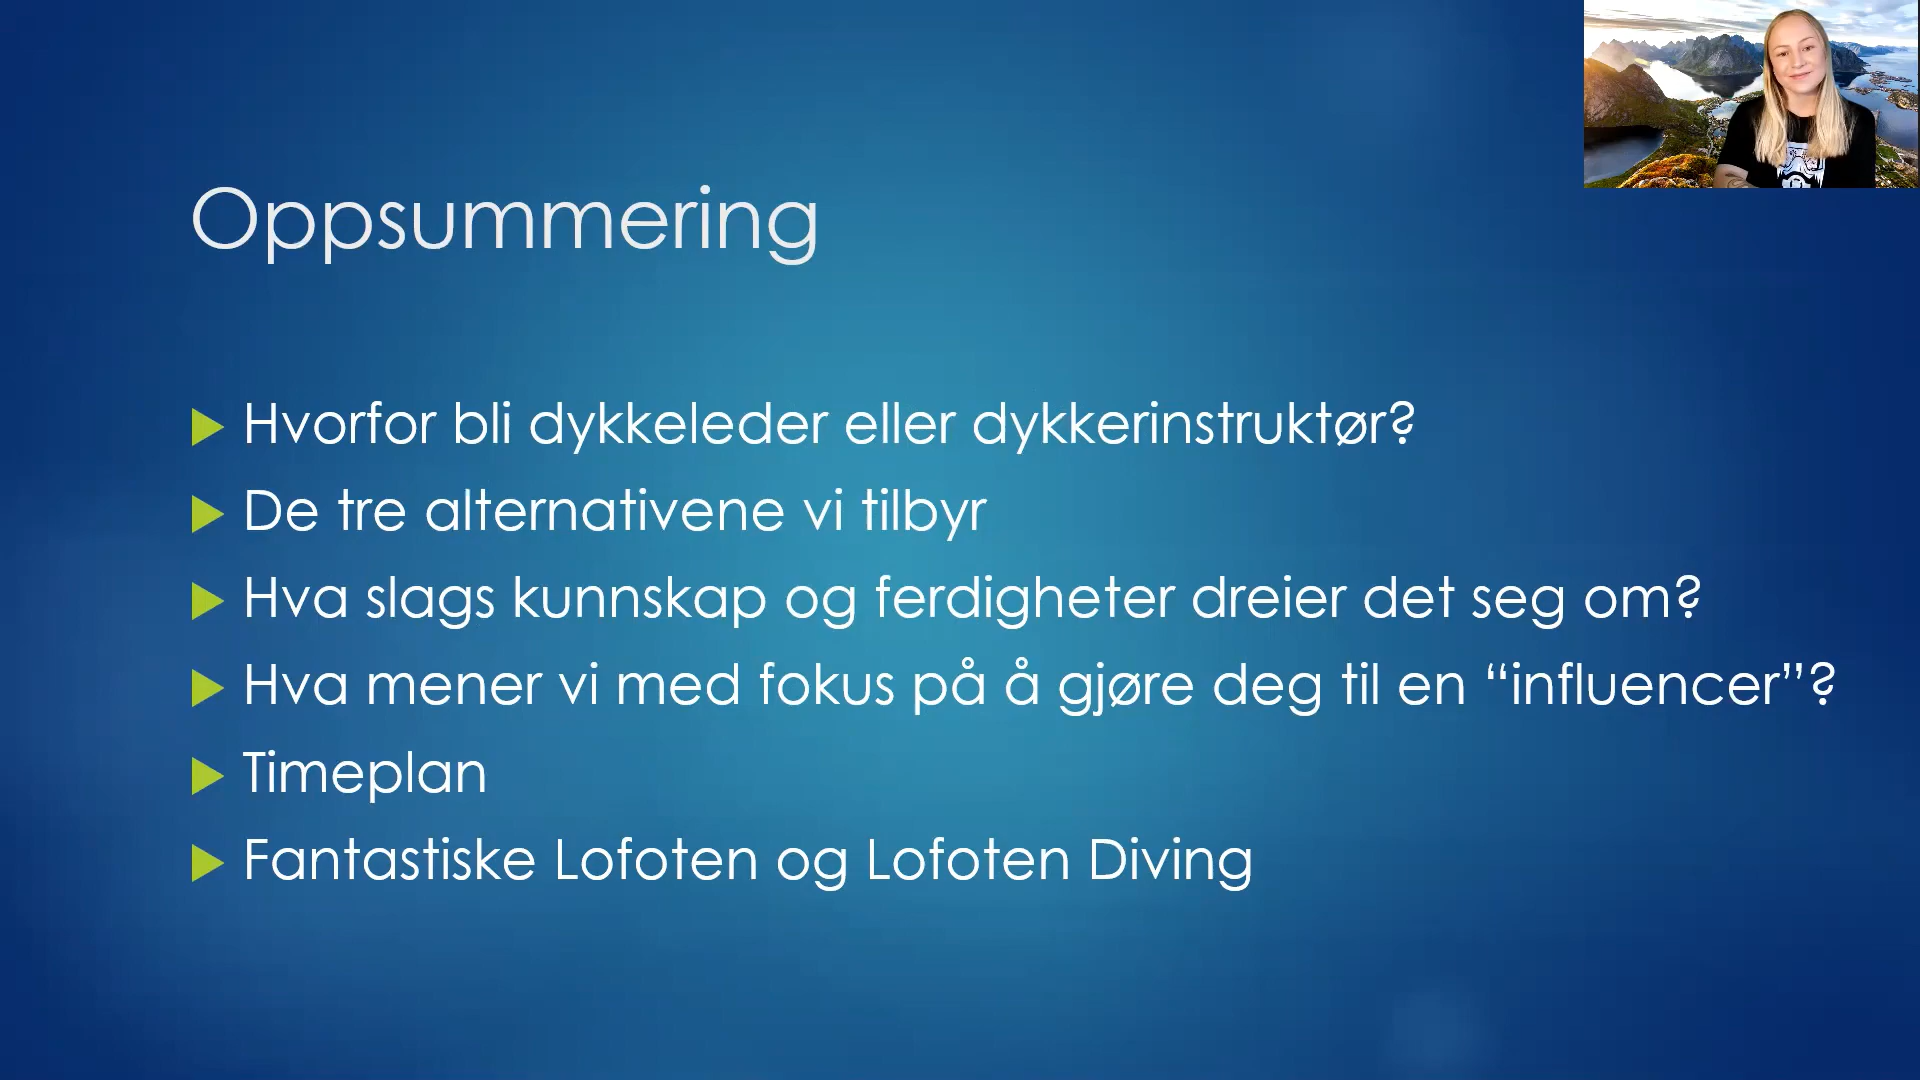 Oppsummering
Hvorfor bli dykkeleder eller dykkerinstruktør?
De tre alternativene vi tilbyr
Hva slags kunnskap og ferdigheter dreier det seg om?
Hva mener vi med fokus på å gjøre deg til en “influencer”?
Timeplan
Fantastiske Lofoten og Lofoten Diving